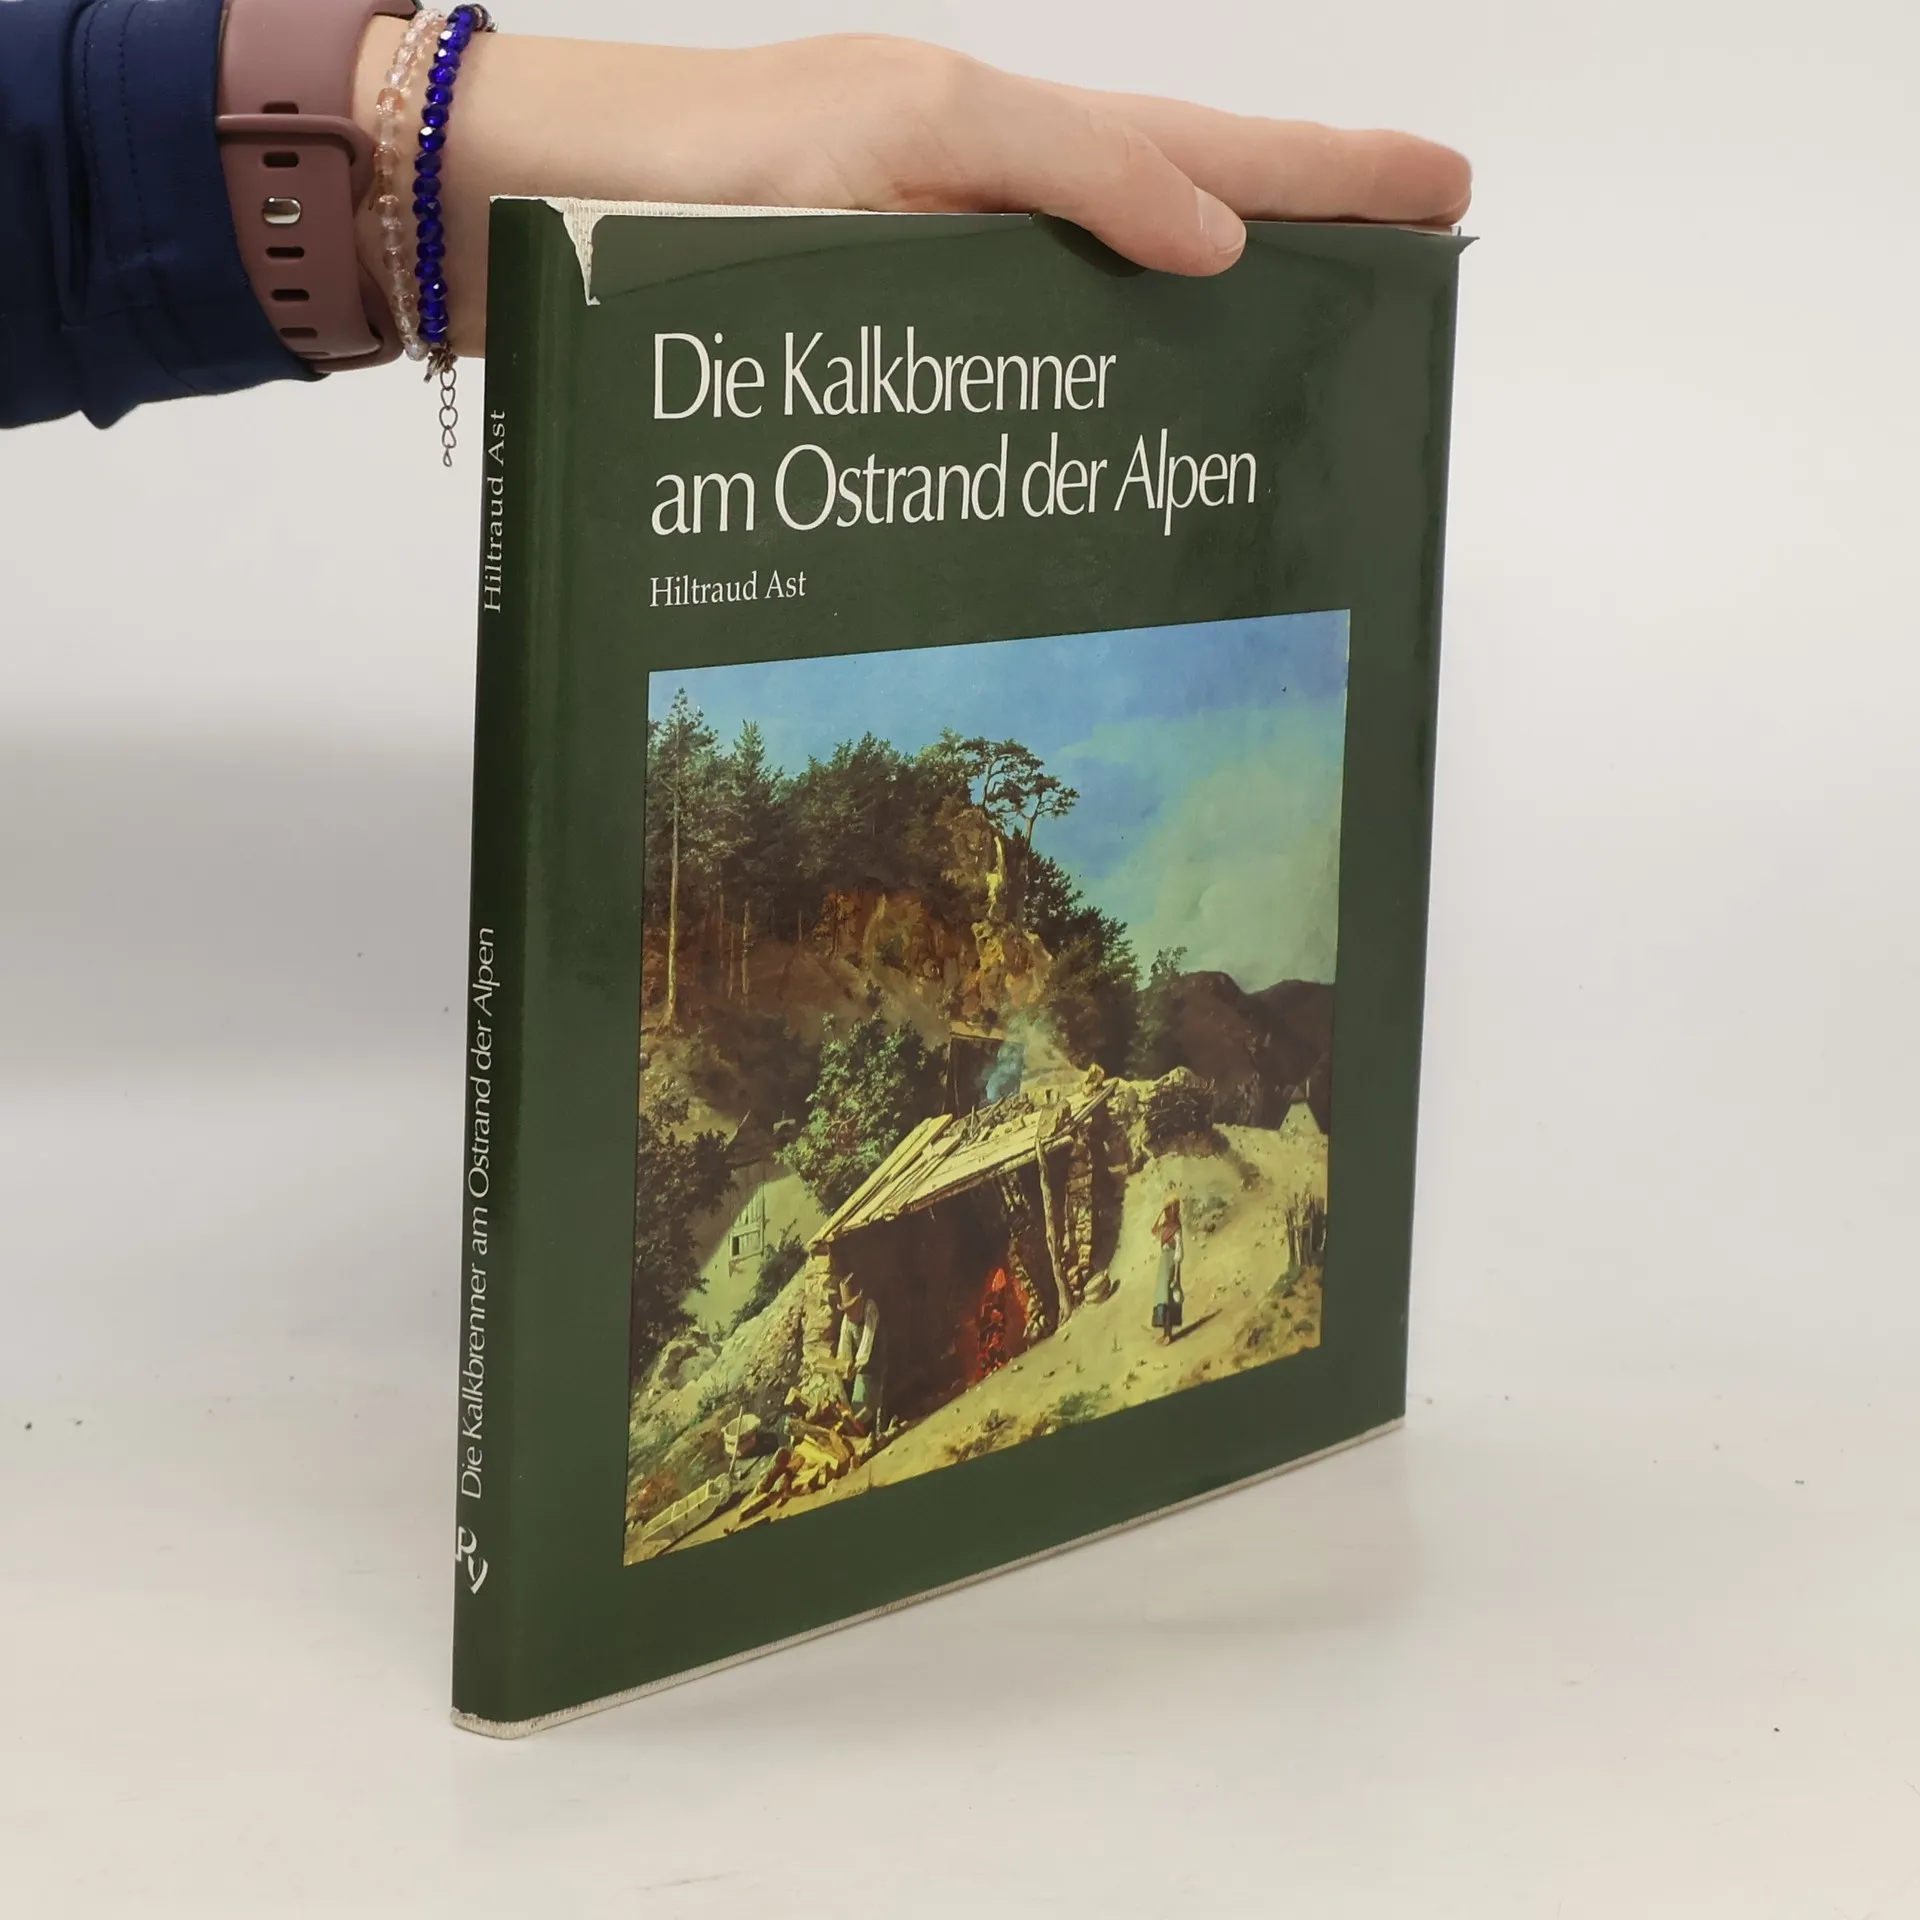 Die Kalkbrenner
am Ostrand der Alpen
Hiltraud Ast
Hiltraud Ast
Die Kalkbrenner am Ostrand der Alpen